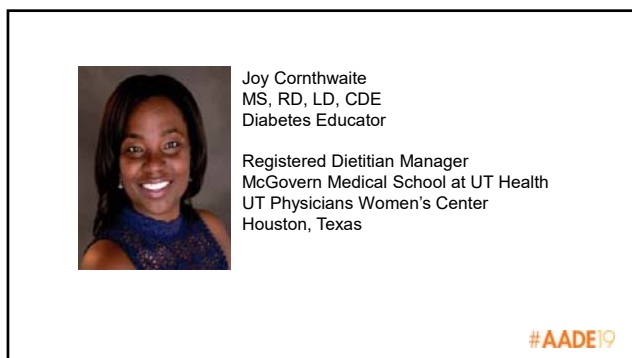 Joy Cornthwaite
MS, RD, LD, CDE
Diabetes Educator
Registered Dietitian Manager
McGovern Medical School at UT Health
UT Physicians Women's Center
Houston, Texas
#AADE19